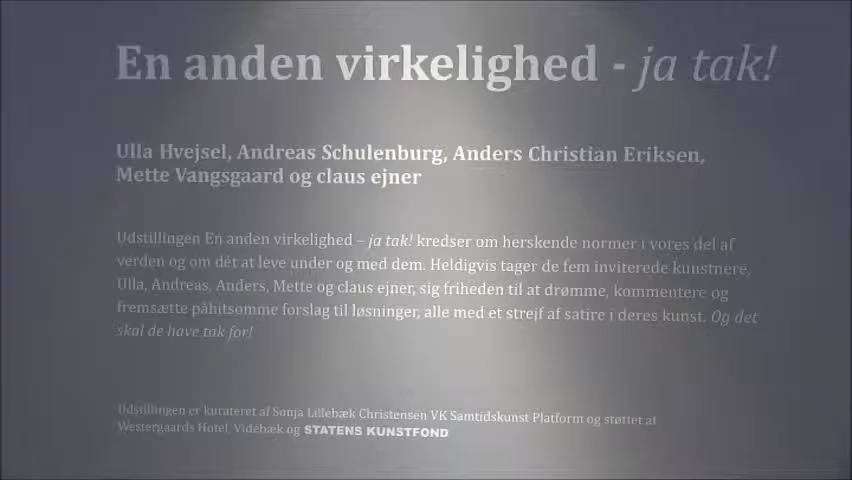 En anden virkelighed - ja tak!
Ulla Hvejsel, Andreas Schulenburg, Anders Christian Eriksen,
Mette Vangsgaard og claus ejner
Udstillingen En anden virkelighed – ja tak! kredser om herskende normer i vores del af
verden og om dét at leve under og med dem. Heldigvis tager de fem inviterede kunstnere,
Ulla, Andreas, Anders, Mette og claus ejner, sig friheden til at drømme, kommentere og
fremsætte påhitsomme forslag til løsninger, alle med et strejf af satire i deres kunst. Og det
skal de have tak for!
Udstillingen er kurateret af Sonja Lillebæk Christensen VK Samtidskunst Platform og støttet af
Westergaards Hotel, Videbæk og STATENS KUNSTFOND